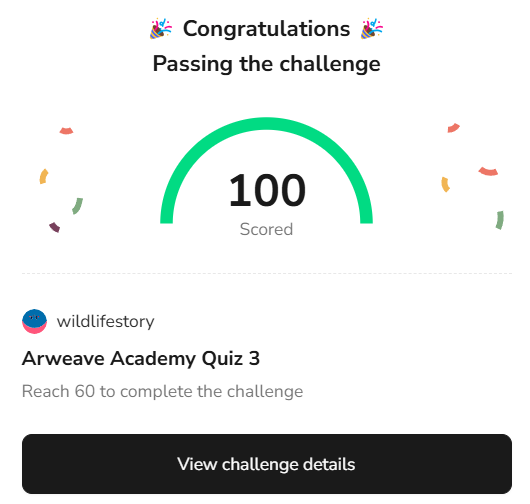 🎉 Congratulations 🎉
Passing the challenge
100
Scored
wildlifestory
Arweave Academy Quiz 3
Reach 60 to complete the challenge
View challenge details